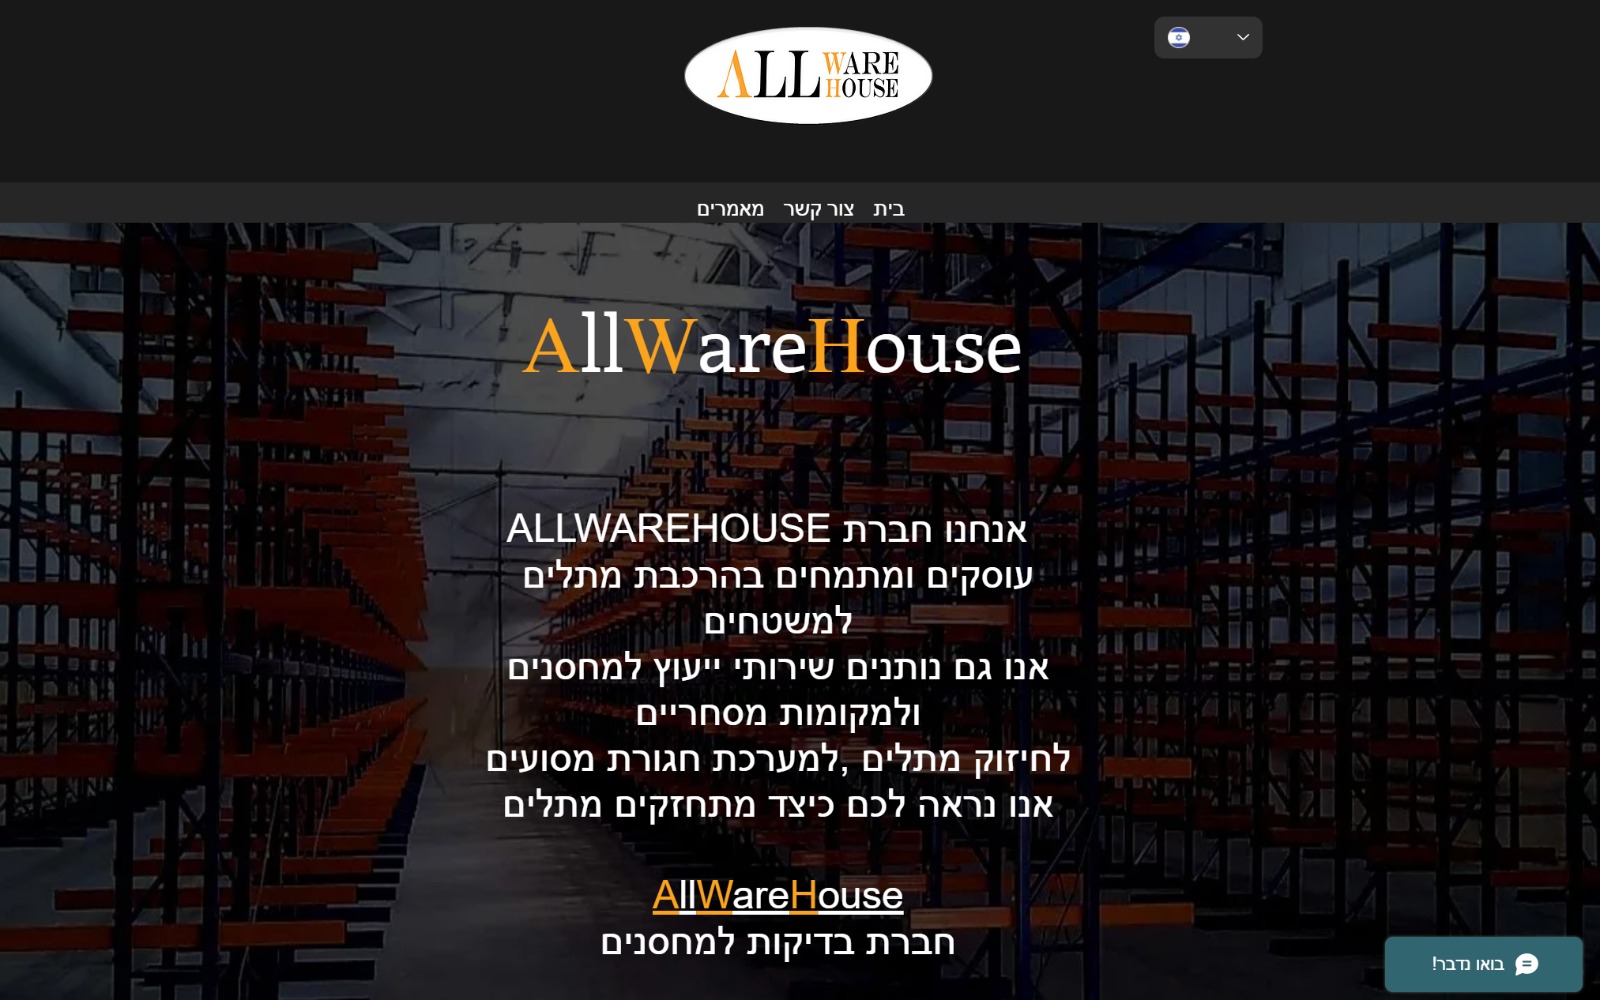 ALL WARE HOUSE
בית
צור קשר
מאמרים
AllWareHouse
אנחנו חברת ALLWAREHOUSE
עוסקים ומתמחים בהרכבת מתלים
למשטחים
אנו גם נותנים שירותי ייעוץ למחסנים
ולמקומות מסחריים
לחיזוק מתלים ,למערכת חגורת מסועים
אנו נראה לכם כיצד מתחזקים מתלים
AllWareHouse
חברת בדיקות למחסנים
בואו נדבר!